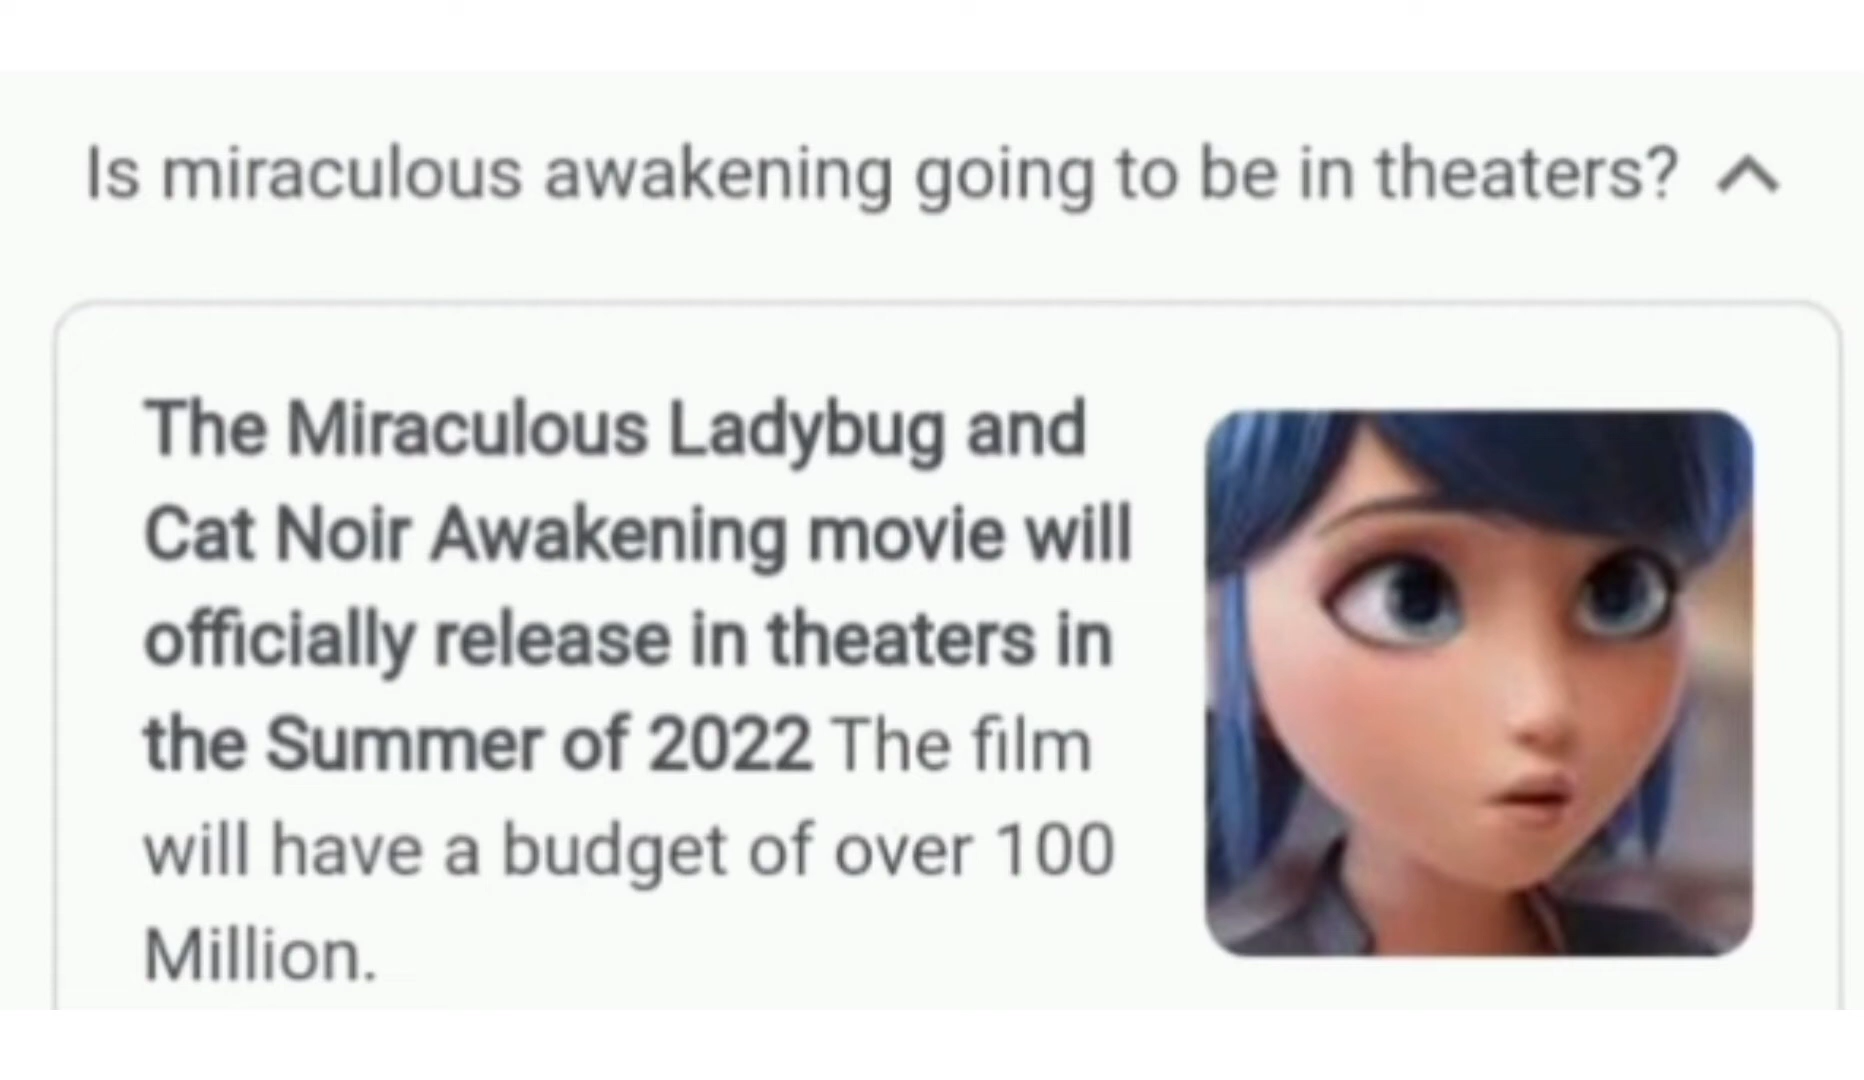 Is miraculous awakening going to be in theaters?
The Miraculous Ladybug and
Cat Noir Awakening movie will
officially release in theaters in
the Summer of 2022 The film
will have a budget of over 100
Million.